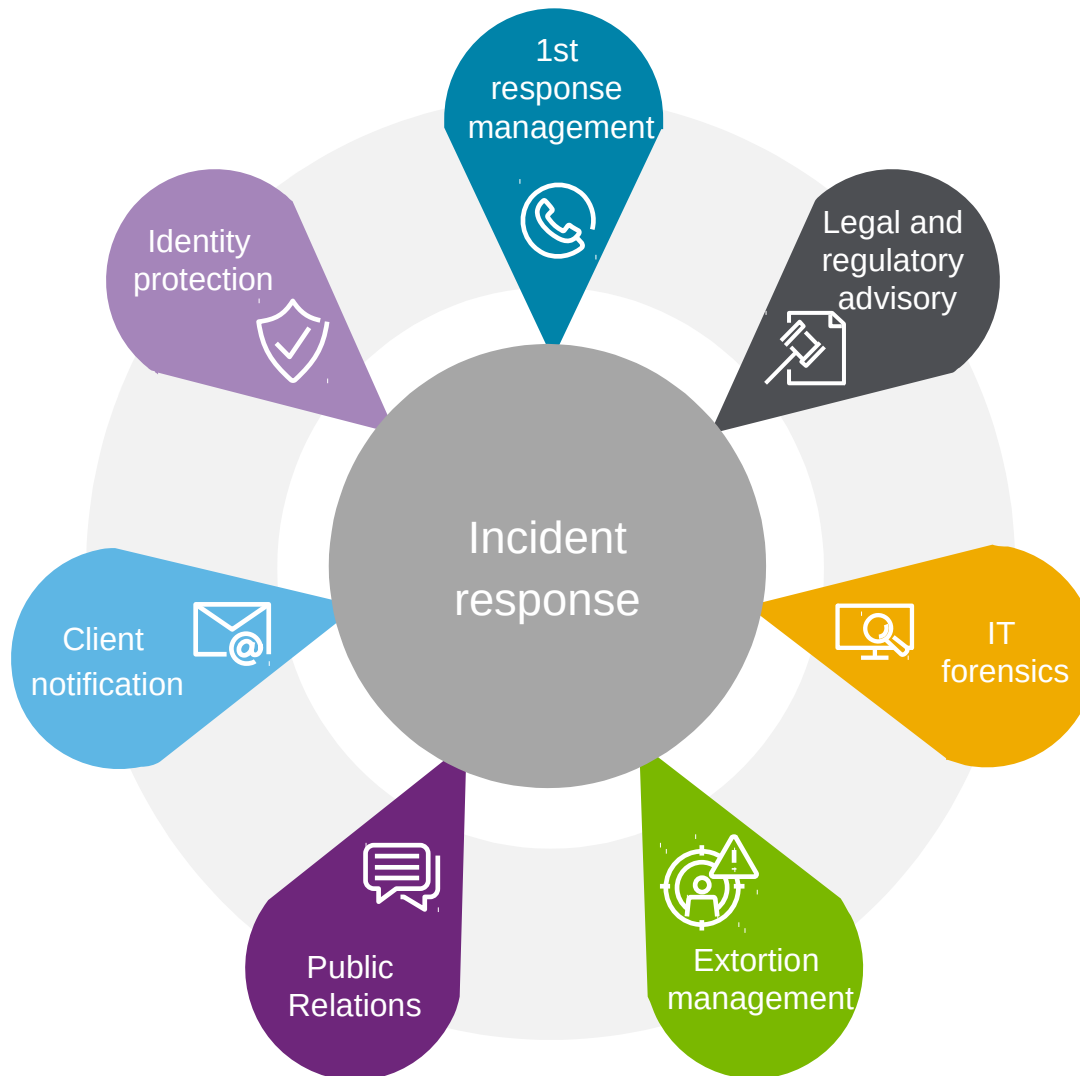 1st
response
management
Legal and
regulatory
advisory
IT
forensics
Extortion
management
Public
Relations
Client
notification
Identity
protection
Incident
response
@